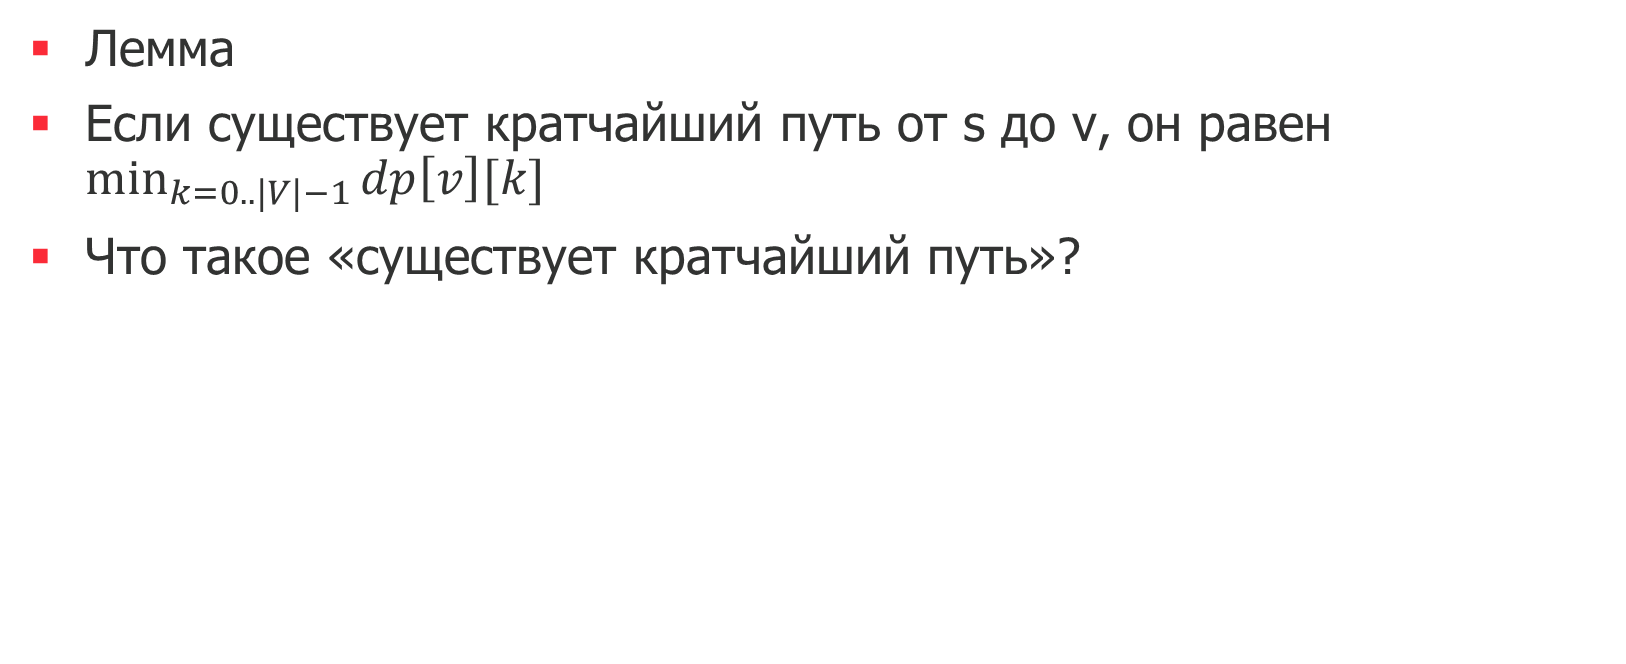 ▪ Лемма
▪ Если существует кратчайший путь от s до v, он равен
min_{k=0..|V|−1} dp[v][k]
▪ Что такое «существует кратчайший путь»?